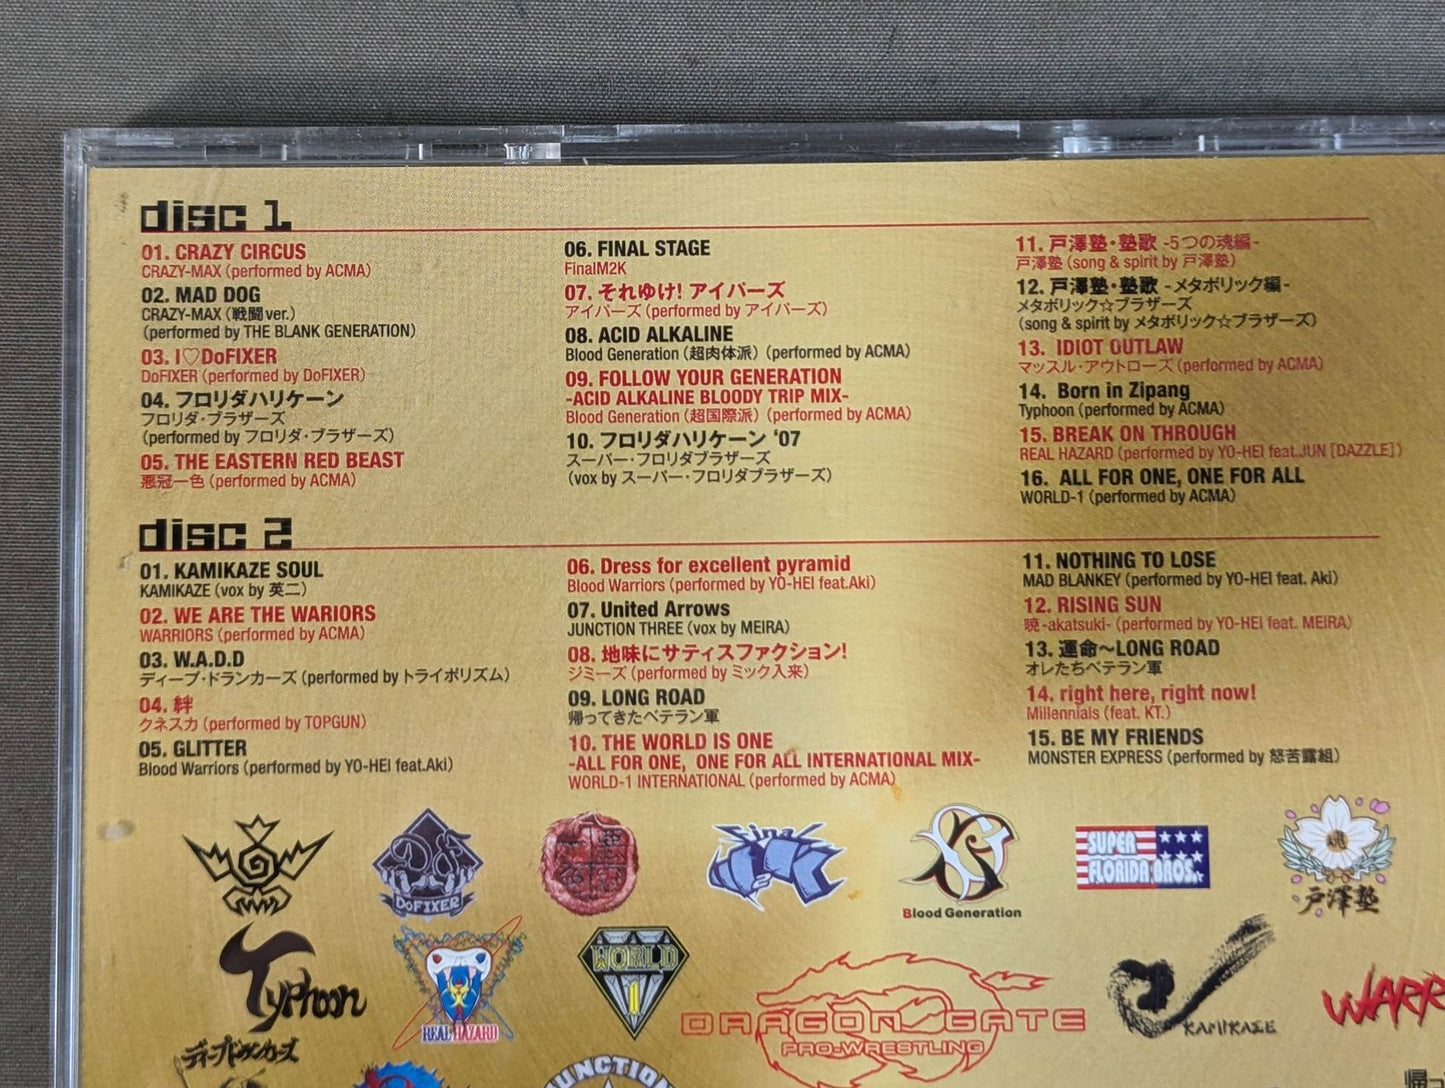 disc 1
01. CRAZY CIRCUS
CRAZY-MAX (performed by ACMA)
02. MAD DOG
CRAZY-MAX (戦闘ver.)
(performed by THE BLANK GENERATION)
03. I♡DoFIXER
DoFIXER (performed by DoFIXER)
04. フロリダハリケーン
フロリダ・ブラザーズ
(performed by フロリダ・ブラザーズ)
05. THE EASTERN RED BEAST
悪冠一色 (performed by ACMA)
06. FINAL STAGE
FinalM2K
07. それゆけ! アイパーズ
アイパーズ (performed by アイパーズ)
08. ACID ALKALINE
Blood Generation (超肉体派) (performed by ACMA)
09. FOLLOW YOUR GENERATION
-ACID ALKALINE BLOODY TRIP MIX-
Blood Generation (超国際派) (performed by ACMA)
10. フロリダハリケーン '07
スーパー・フロリダブラザーズ
(vox by スーパー・フロリダブラザーズ)
11. 戸澤塾・塾歌 -5つの魂編-
戸澤塾 (song & spirit by 戸澤塾)
12. 戸澤塾・塾歌 -メタボリック編-
メタボリック☆ブラザーズ
(song & spirit by メタボリック☆ブラザーズ)
13. IDIOT OUTLAW
マッスル・アウトローズ (performed by ACMA)
14. Born in Zipang
Typhoon (performed by ACMA)
15. BREAK ON THROUGH
REAL HAZARD (performed by YO-HEI feat.JUN [DAZZLE])
16. ALL FOR ONE, ONE FOR ALL
WORLD-1 (performed by ACMA)
disc 2
01. KAMIKAZE SOUL
KAMIKAZE (vox by 英二)
02. WE ARE THE WARIORS
WARRIORS (performed by ACMA)
03. W.A.D.D
ディープ・ドランカーズ (performed by トライポリズム)
04. 絆
クネスカ (performed by TOPGUN)
05. GLITTER
Blood Warriors (performed by YO-HEI feat.Aki)
06. Dress for excellent pyramid
Blood Warriors (performed by YO-HEI feat.Aki)
07. United Arrows
JUNCTION THREE (vox by MEIRA)
08. 地味にサティスファクション!
ジミーズ (performed by ミック入来)
09. LONG ROAD
帰ってきたベテラン軍
10. THE WORLD IS ONE
-ALL FOR ONE, ONE FOR ALL INTERNATIONAL MIX-
WORLD-1 INTERNATIONAL (performed by ACMA)
11. NOTHING TO LOSE
MAD BLANKEY (performed by YO-HEI feat. Aki)
12. RISING SUN
暁-akatsuki- (performed by YO-HEI feat. MEIRA)
13. 運命〜LONG ROAD
オレたちベテラン軍
14. right here, right now!
Millennials (feat. KT.)
15. BE MY FRIENDS
MONSTER EXPRESS (performed by 怒苦露組)
DoFIXER
悪冠一色
Final
Blood Generation
SUPER
FLORIDA BROS.
魂
戸澤塾
Typhoon
REAL HAZARD
WORLD
1
DRAGON GATE
PRO-WRESTLING
KAMIKAZE
WARR
ディープドランカーズ
JUNCTION
帰